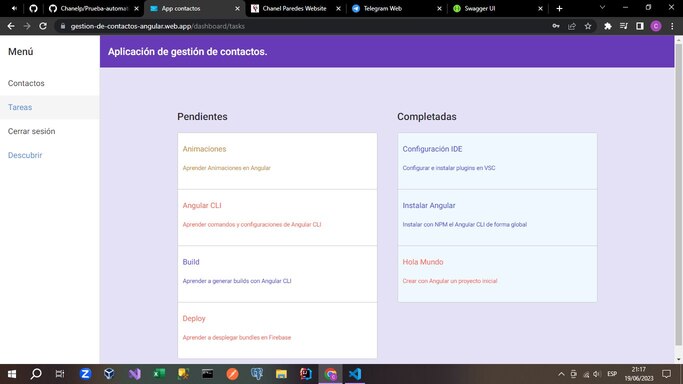 Chanelp/Prueba-automat
App contactos
Chanel Paredes Website
Telegram Web
Swagger UI
gestion-de-contactos-angular.web.app/dashboard/tasks
Menú
Aplicación de gestión de contactos.
Contactos
Tareas
Cerrar sesión
Descubrir
Pendientes
Animaciones
Aprender Animaciones en Angular
Angular CLI
Aprender comandos y configuraciones de Angular CLI
Build
Aprender a generar builds con Angular CLI
Deploy
Aprender a desplegar bundles en Firebase
Completadas
Configuración IDE
Configurar e instalar plugins en VSC
Instalar Angular
Instalar con NPM el Angular CLI de forma global
Hola Mundo
Crear con Angular un proyecto inicial
ESP
21:17
19/06/2023